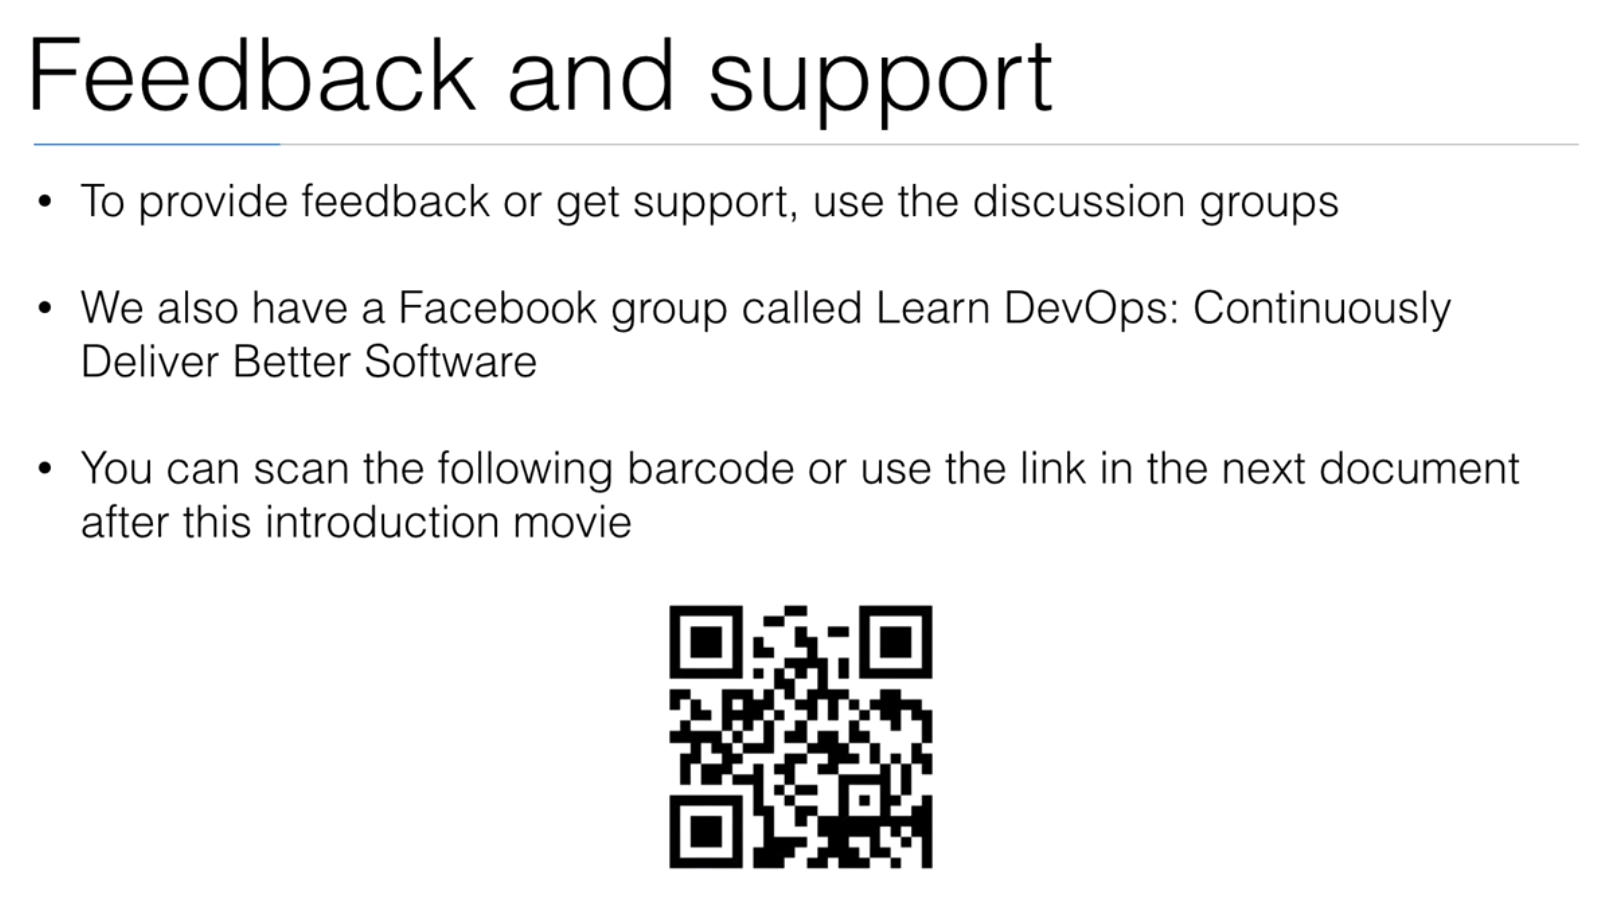 Feedback and support
• To provide feedback or get support, use the discussion groups
• We also have a Facebook group called Learn DevOps: Continuously
Deliver Better Software
• You can scan the following barcode or use the link in the next document
after this introduction movie